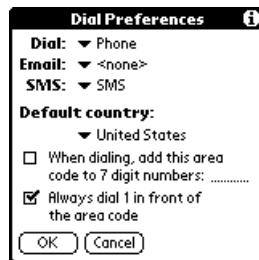 Dial Preferences i
Dial: Phone
Email: <none>
SMS: SMS
Default country:
United States
When dialing, add this area
code to 7 digit numbers: ............
Always dial 1 in front of
the area code
OK Cancel